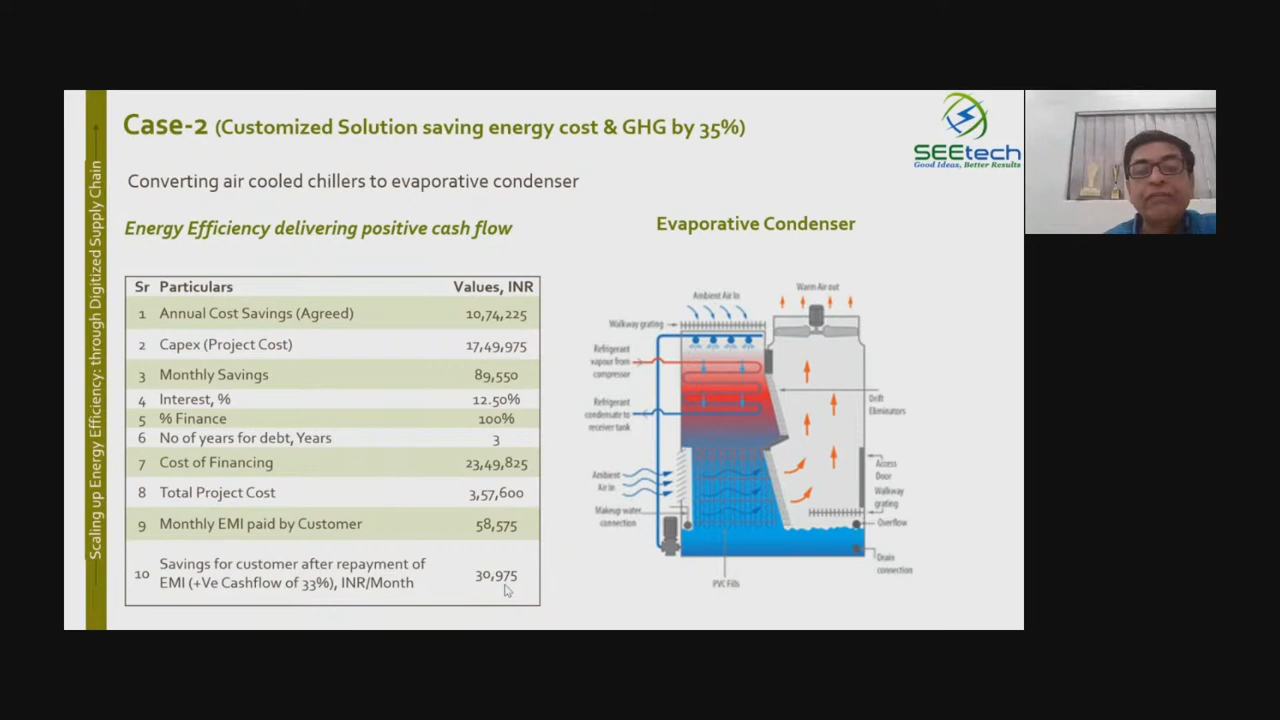 Case-2 (Customized Solution saving energy cost & GHG by 35%)
SEEtech
Good Ideas, Better Results
Scaling up Energy Efficiency: through Digitized Supply Chain
Converting air cooled chillers to evaporative condenser
Energy Efficiency delivering positive cash flow
Sr Particulars Values, INR
1 Annual Cost Savings (Agreed) 10,74,225
2 Capex (Project Cost) 17,49,975
3 Monthly Savings 89,550
4 Interest, % 12.50%
5 % Finance 100%
6 No of years for debt, Years 3
7 Cost of Financing 23,49,825
8 Total Project Cost 3,57,600
9 Monthly EMI paid by Customer 58,575
10 Savings for customer after repayment of
EMI (+Ve Cashflow of 33%), INR/Month 30,975
Evaporative Condenser
Ambient Air In
Warm Air out
Walkway grating
Refrigerant
vapour from
compressor
Refrigerant
condensate to
receiver tank
Drift
Eliminators
Ambient
Air In
Access
Door
Walkway
grating
Makeup water
connection
Overflow
Drain
connection
PVC Fills